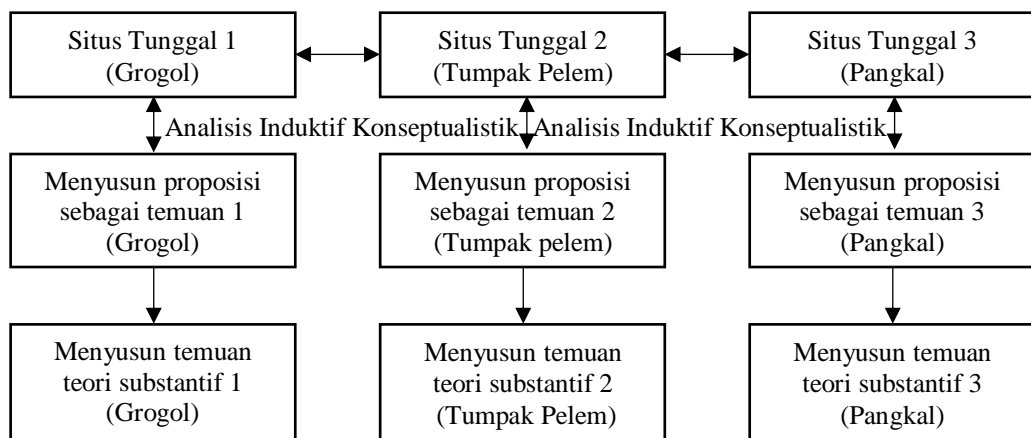 Situs Tunggal 1
(Grogol)
Situs Tunggal 2
(Tumpak Pelem)
Situs Tunggal 3
(Pangkal)
Analisis Induktif Konseptualistik
Analisis Induktif Konseptualistik
Menyusun proposisi
sebagai temuan 1
(Grogol)
Menyusun proposisi
sebagai temuan 2
(Tumpak pelem)
Menyusun proposisi
sebagai temuan 3
(Pangkal)
Menyusun temuan
teori substantif 1
(Grogol)
Menyusun temuan
teori substantif 2
(Tumpak Pelem)
Menyusun temuan
teori substantif 3
(Pangkal)